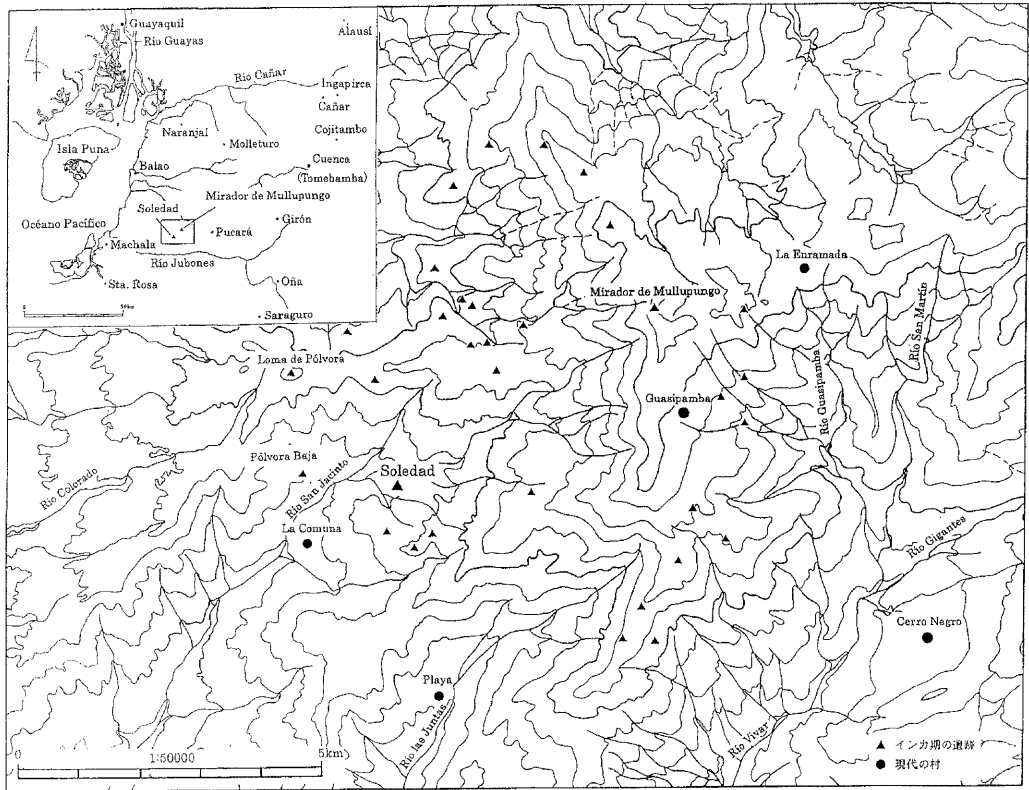 Guayaquil
Río Guayas
Alausí
Río Cañar
Ingapirca
Cañar
Cojitambo
Naranjal
Molleturo
Isla Puna
Balao
Cuenca
(Tomebamba)
Mirador de Mullupungo
Soledad
Océano Pacífico
Girón
Pucará
Machala
Río Jubones
Oña
Sta. Rosa
Saraguro
La Enramada
Mirador de Mullupungo
Río San Martín
Loma de Pólvora
Río Guasipamba
Guasipamba
Pólvora Baja
Soledad
Río San Jacinto
Río Colorado
La Comuna
Río Gigantes
Cerro Negro
Playa
Río las Juntas
Río Vivar
0 1:50000 5km)
▲ インカ期の遺跡
● 現代の村